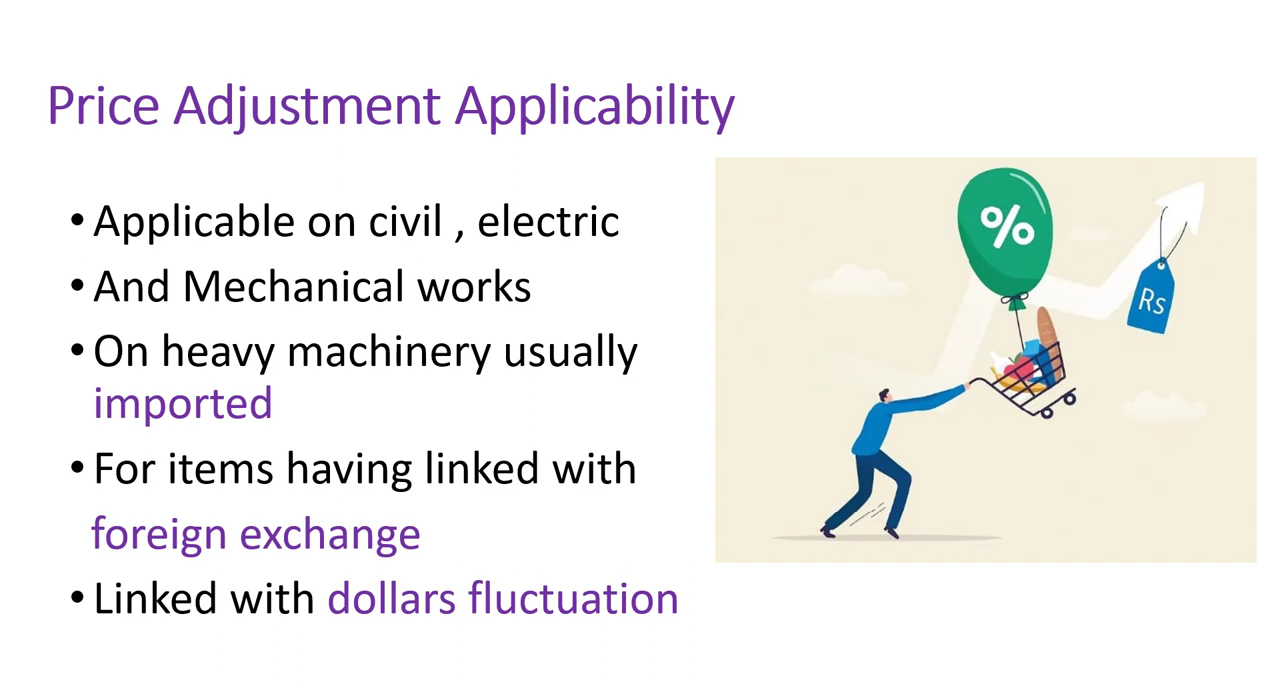 Price Adjustment Applicability
• Applicable on civil , electric
• And Mechanical works
• On heavy machinery usually
imported
• For items having linked with
foreign exchange
• Linked with dollars fluctuation
%
Rs